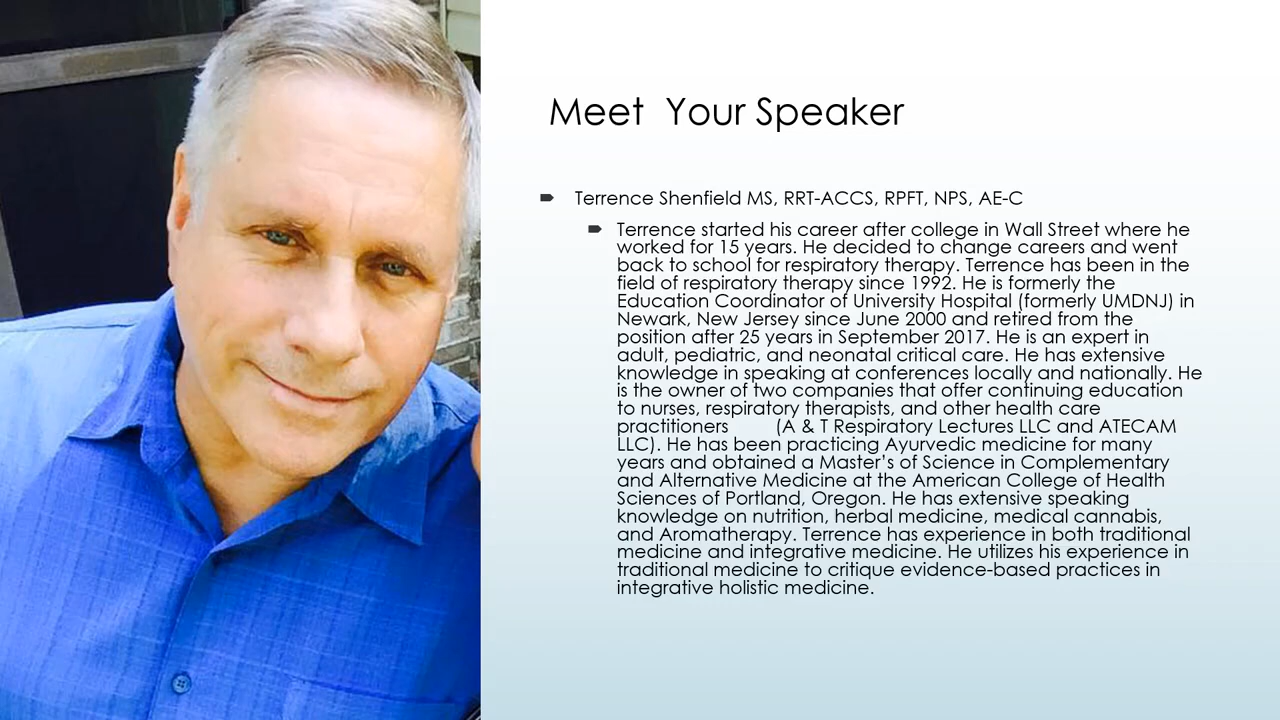 Meet  Your Speaker
Terrence Shenfield MS, RRT-ACCS, RPFT, NPS, AE-C
Terrence started his career after college in Wall Street where he
worked for 15 years. He decided to change careers and went
back to school for respiratory therapy. Terrence has been in the
field of respiratory therapy since 1992. He is formerly the
Education Coordinator of University Hospital (formerly UMDNJ) in
Newark, New Jersey since June 2000 and retired from the
position after 25 years in September 2017. He is an expert in
adult, pediatric, and neonatal critical care. He has extensive
knowledge in speaking at conferences locally and nationally. He
is the owner of two companies that offer continuing education
to nurses, respiratory therapists, and other health care
practitioners        (A & T Respiratory Lectures LLC and ATECAM
LLC). He has been practicing Ayurvedic medicine for many
years and obtained a Master’s of Science in Complementary
and Alternative Medicine at the American College of Health
Sciences of Portland, Oregon. He has extensive speaking
knowledge on nutrition, herbal medicine, medical cannabis,
and Aromatherapy. Terrence has experience in both traditional
medicine and integrative medicine. He utilizes his experience in
traditional medicine to critique evidence-based practices in
integrative holistic medicine.